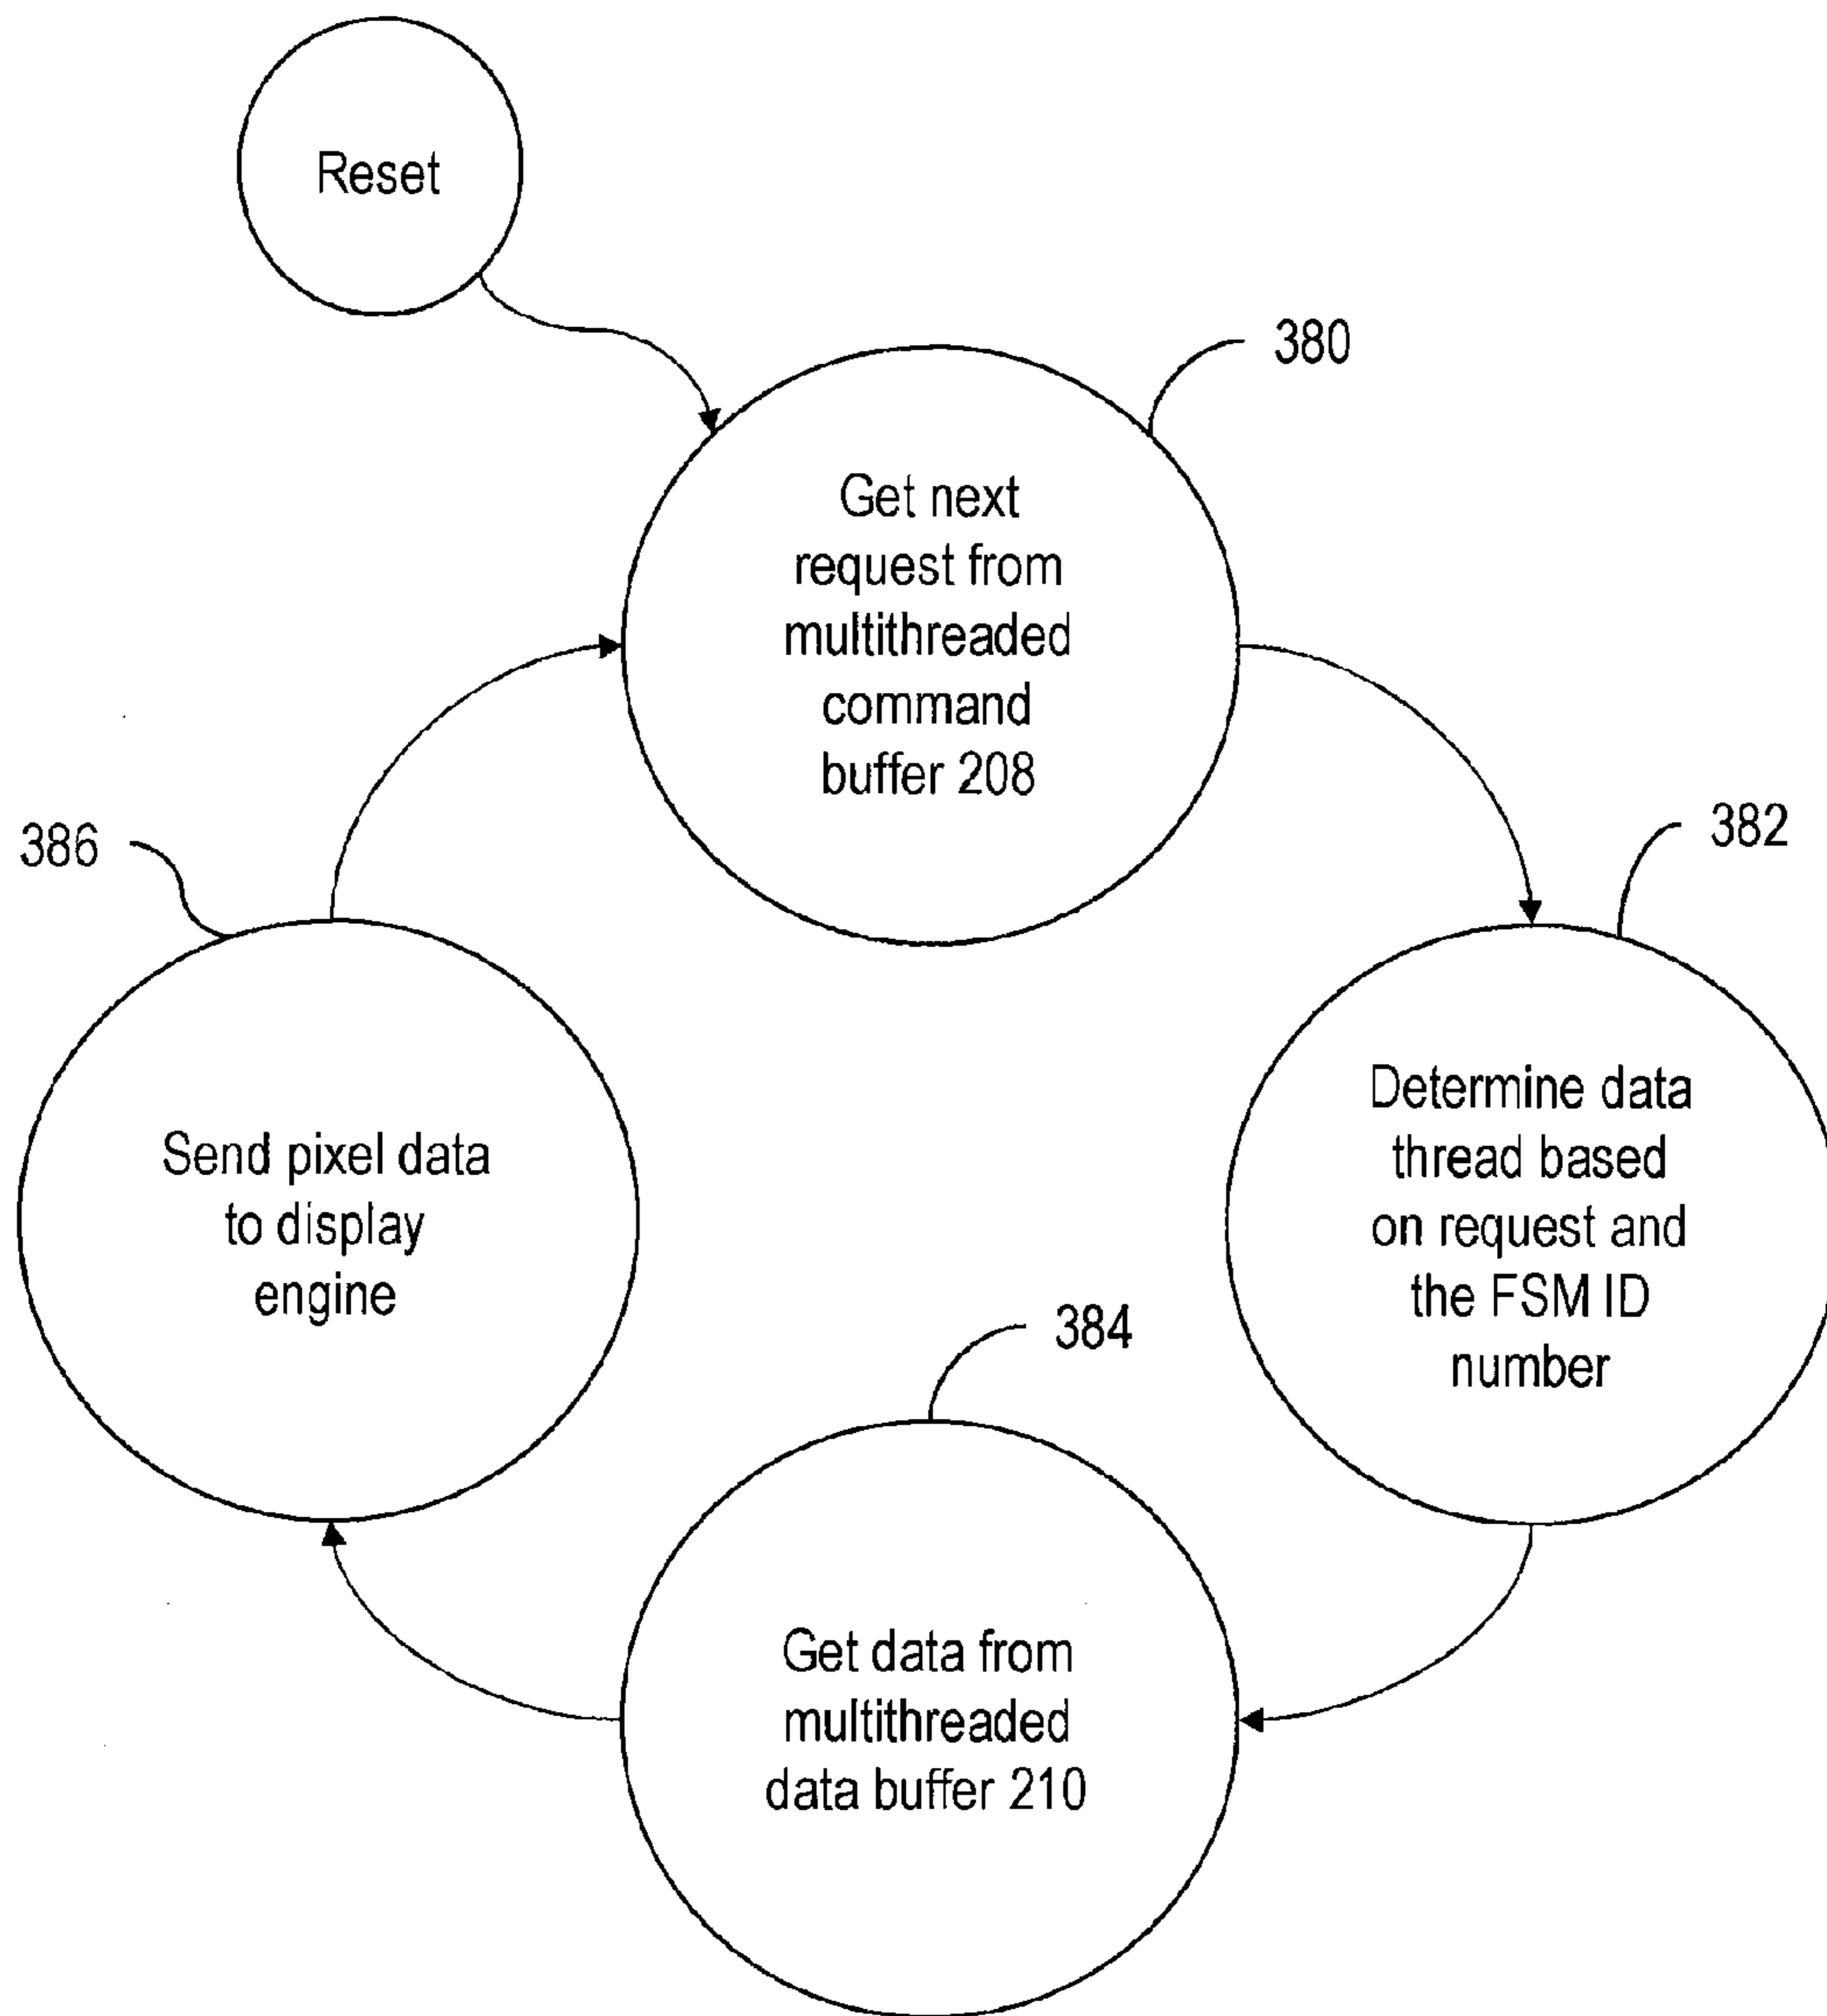 Reset
380
Get next
request from
multithreaded
command
buffer 208
386
382
Send pixel data
to display
engine
Determine data
thread based
on request and
the FSM ID
number
384
Get data from
multithreaded
data buffer 210